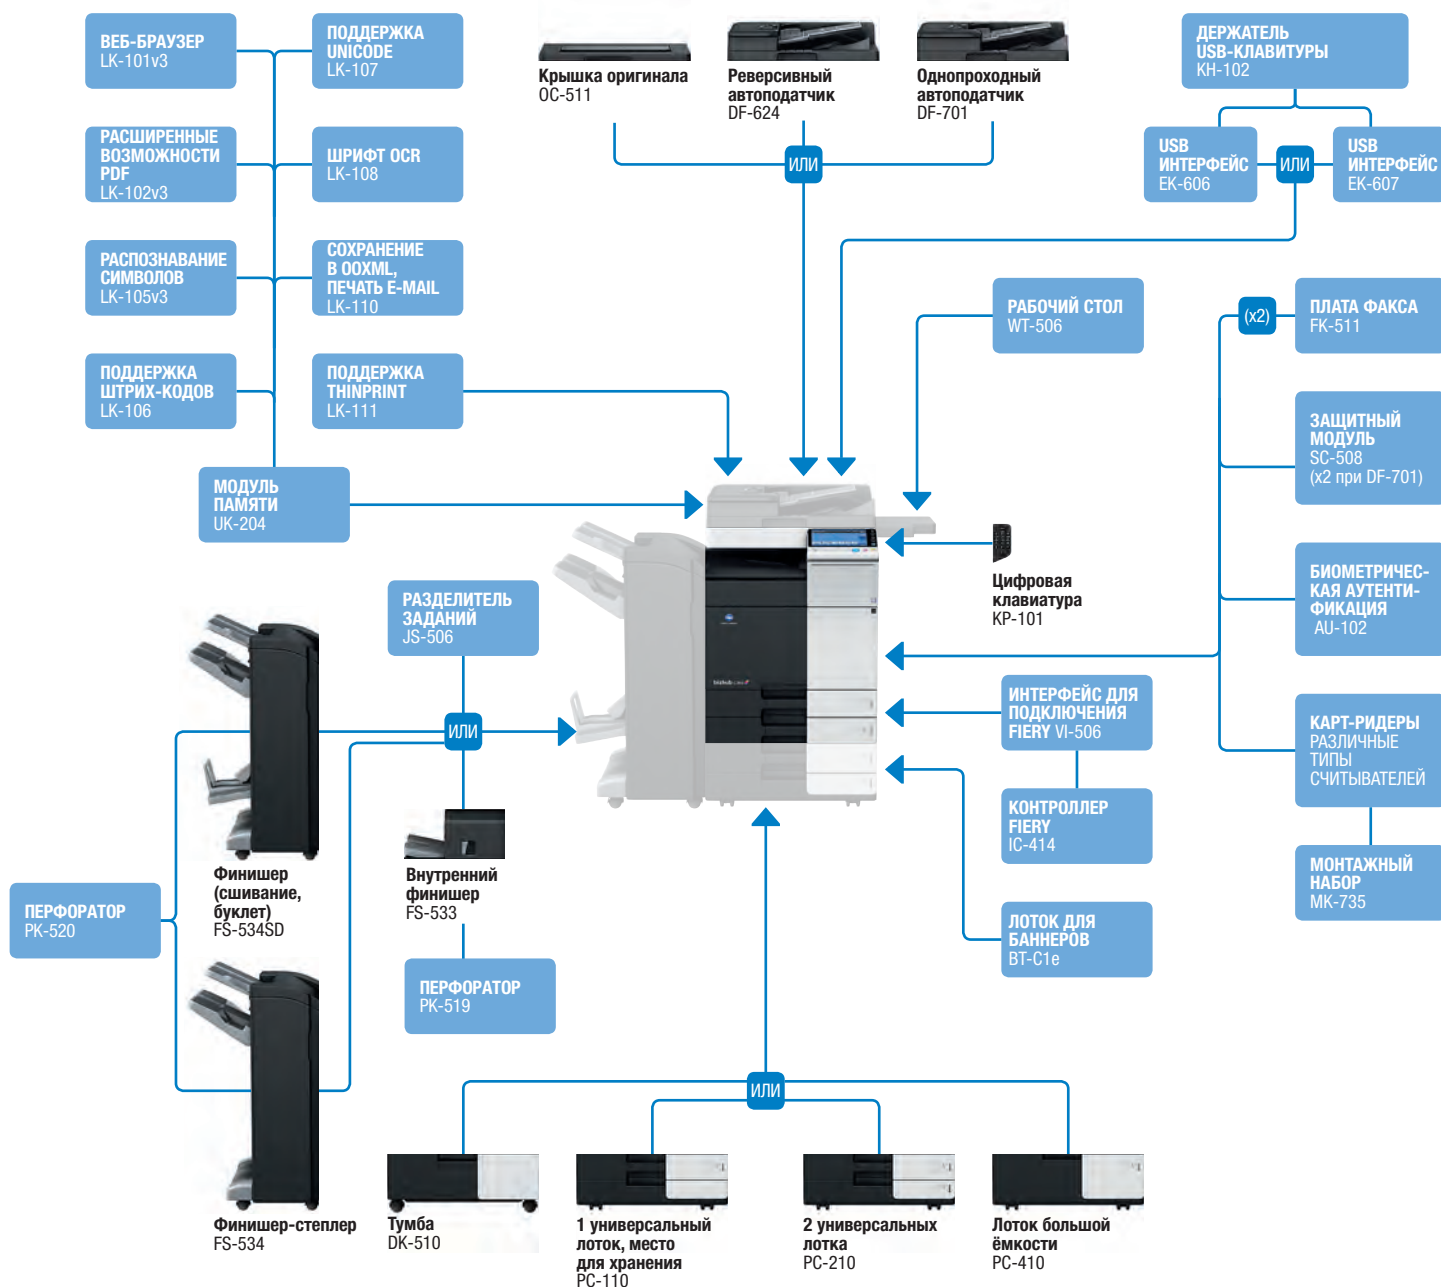 ВЕБ-БРАУЗЕР
LK-101v3
ПОДДЕРЖКА
UNICODE
LK-107
РАСШИРЕННЫЕ
ВОЗМОЖНОСТИ
PDF
LK-102v3
ШРИФТ OCR
LK-108
РАСПОЗНАВАНИЕ
СИМВОЛОВ
LK-105v3
СОХРАНЕНИЕ
В OOXML,
ПЕЧАТЬ E-MAIL
LK-110
ПОДДЕРЖКА
ШТРИХ-КОДОВ
LK-106
ПОДДЕРЖКА
THINPRINT
LK-111
МОДУЛЬ
ПАМЯТИ
UK-204
Крышка оригинала
OC-511
Реверсивный
автоподатчик
DF-624
Однопроходный
автоподатчик
DF-701
ИЛИ
ДЕРЖАТЕЛЬ
USB-КЛАВИТУРЫ
KH-102
USB
ИНТЕРФЕЙС
EK-606
ИЛИ
USB
ИНТЕРФЕЙС
EK-607
РАБОЧИЙ СТОЛ
WT-506
(x2)
ПЛАТА ФАКСА
FK-511
ЗАЩИТНЫЙ
МОДУЛЬ
SC-508
(x2 при DF-701)
БИОМЕТРИЧЕС-
КАЯ АУТЕНТИ-
ФИКАЦИЯ
AU-102
КАРТ-РИДЕРЫ
РАЗЛИЧНЫЕ
ТИПЫ
СЧИТЫВАТЕЛЕЙ
МОНТАЖНЫЙ
НАБОР
MK-735
Цифровая
клавиатура
KP-101
ИНТЕРФЕЙС ДЛЯ
ПОДКЛЮЧЕНИЯ
FIERY VI-506
КОНТРОЛЛЕР
FIERY
IC-414
ЛОТОК ДЛЯ
БАННЕРОВ
BT-C1e
РАЗДЕЛИТЕЛЬ
ЗАДАНИЙ
JS-506
ИЛИ
Финишер
(сшивание,
буклет)
FS-534SD
Внутренний
финишер
FS-533
ПЕРФОРАТОР
PK-520
ПЕРФОРАТОР
PK-519
Финишер-степлер
FS-534
ИЛИ
Тумба
DK-510
1 универсальный
лоток, место
для хранения
PC-110
2 универсальных
лотка
PC-210
Лоток большой
ёмкости
PC-410